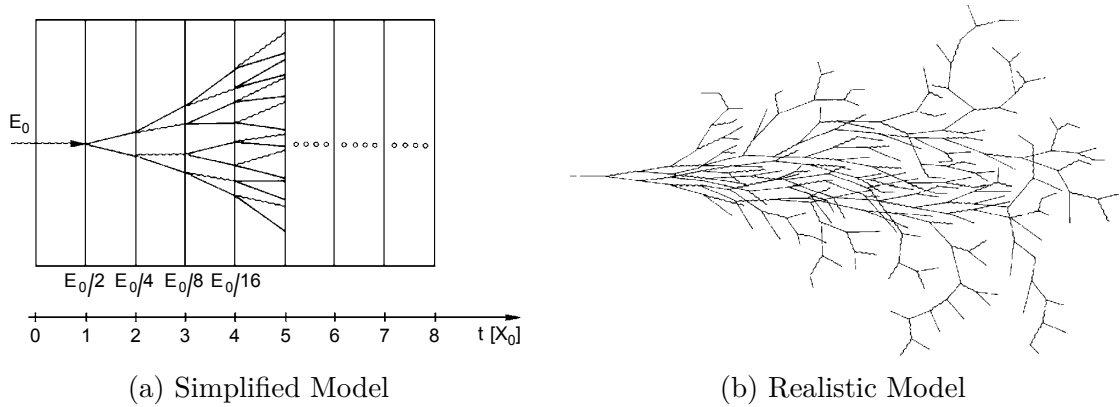 E₀
E₀/2 E₀/4 E₀/8 E₀/16
0 1 2 3 4 5 6 7 8 t [X₀]
(a) Simplified Model
(b) Realistic Model